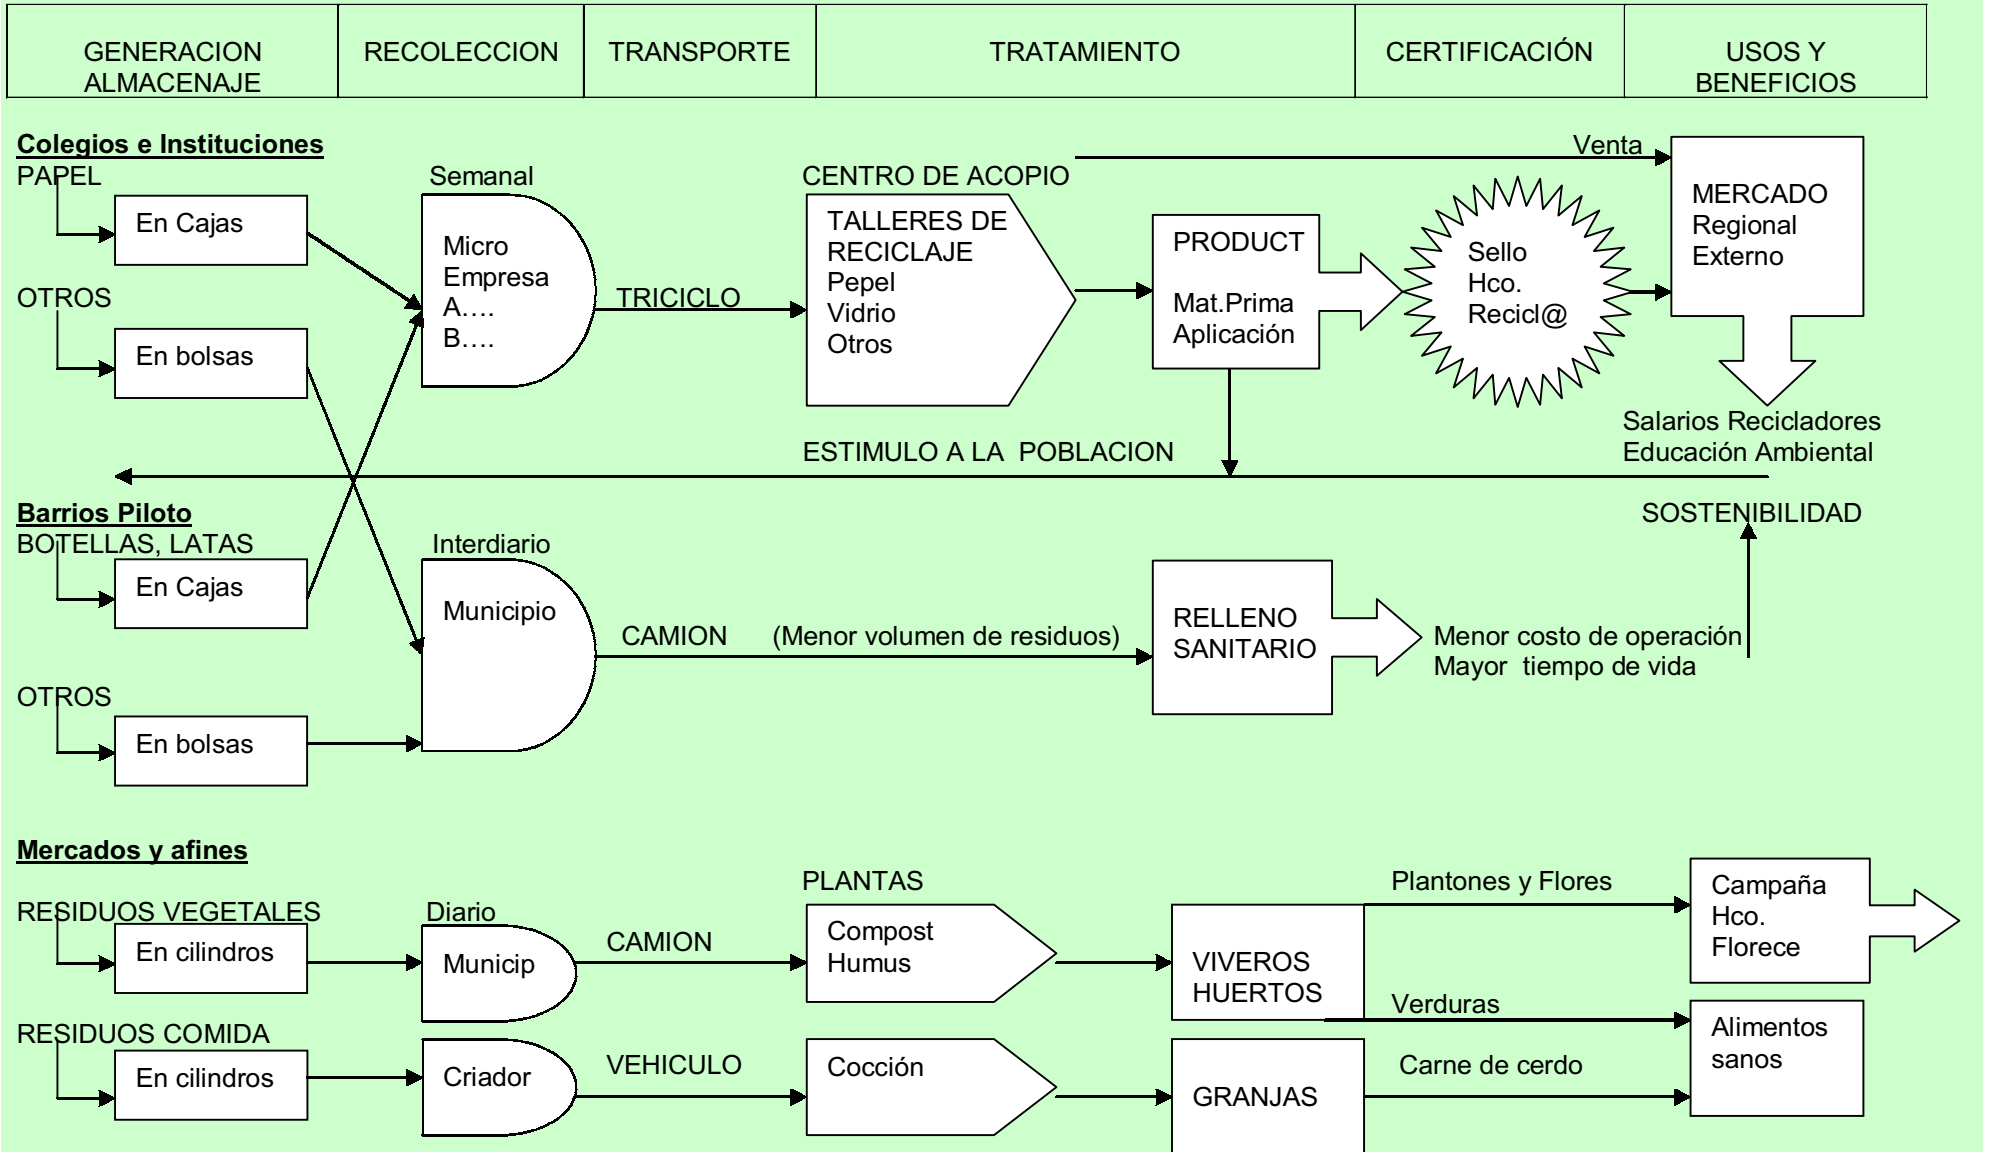 GENERACION
ALMACENAJE
RECOLECCION
TRANSPORTE
TRATAMIENTO
CERTIFICACIÓN
USOS Y
BENEFICIOS
Colegios e Instituciones
PAPEL
En Cajas
OTROS
En bolsas
Semanal
Micro
Empresa
A....
B....
TRICICLO
CENTRO DE ACOPIO
TALLERES DE
RECICLAJE
Pepel
Vidrio
Otros
PRODUCT
Mat.Prima
Aplicación
Sello
Hco.
Recicl@
Venta
MERCADO
Regional
Externo
Salarios Recicladores
Educación Ambiental
ESTIMULO A LA POBLACION
Barrios Piloto
BOTELLAS, LATAS
En Cajas
OTROS
En bolsas
Interdiario
Municipio
CAMION
(Menor volumen de residuos)
RELLENO
SANITARIO
Menor costo de operación
Mayor tiempo de vida
SOSTENIBILIDAD
Mercados y afines
RESIDUOS VEGETALES
En cilindros
Diario
Municip
CAMION
PLANTAS
Compost
Humus
VIVEROS
HUERTOS
Plantones y Flores
Campaña
Hco.
Florece
Verduras
RESIDUOS COMIDA
En cilindros
Criador
VEHICULO
Cocción
GRANJAS
Carne de cerdo
Alimentos
sanos